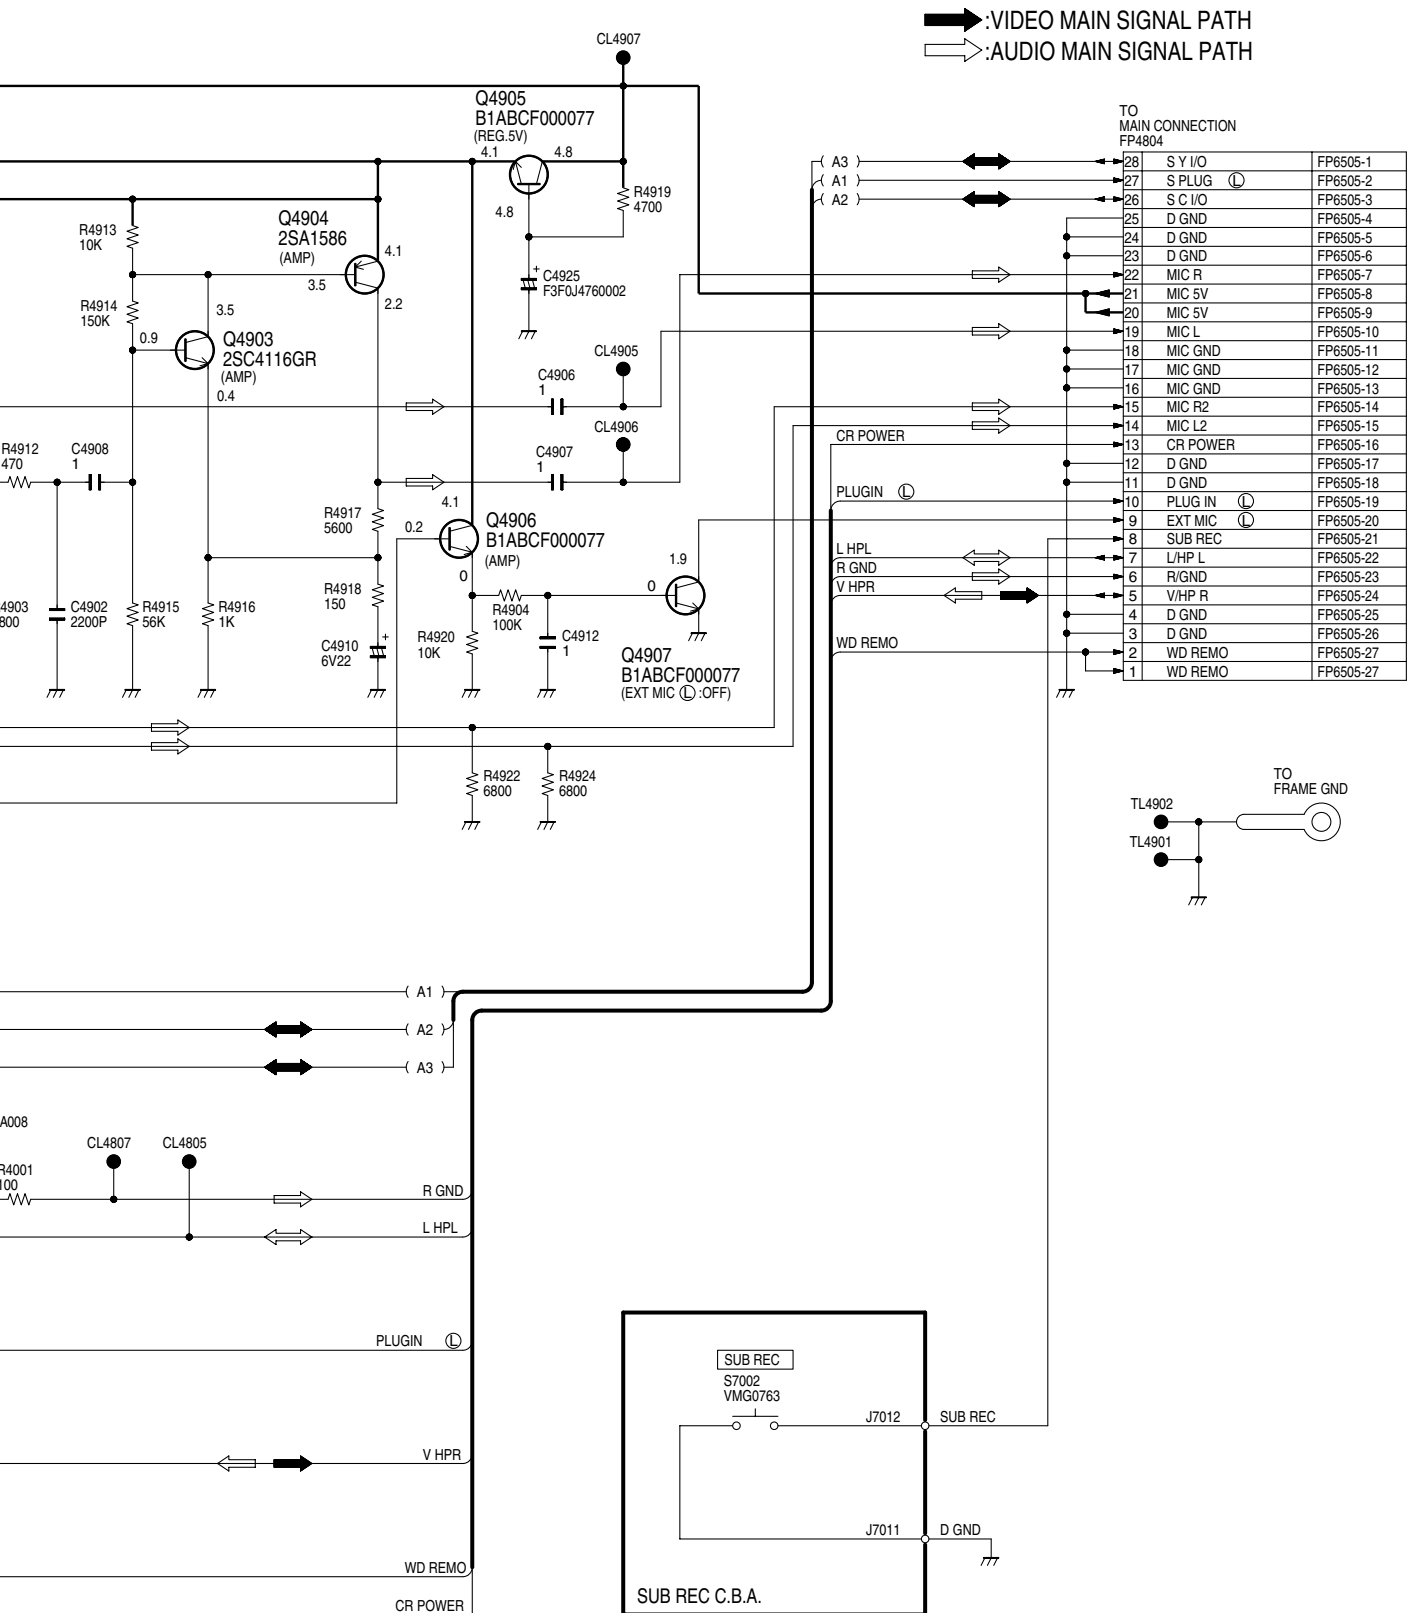 :VIDEO MAIN SIGNAL PATH
:AUDIO MAIN SIGNAL PATH
CL4907
Q4905
B1ABCF000077
(REG.5V)
4.1
4.8
4.8
R4919
4700
C4925
F3F0J4760002
+
R4913
10K
Q4904
2SA1586
(AMP)
4.1
3.5
2.2
R4914
150K
3.5
0.9
Q4903
2SC4116GR
(AMP)
0.4
CL4905
C4906
1
CL4906
C4907
1
R4912
470
C4908
1
4.1
R4917
5600
0.2
Q4906
B1ABCF000077
(AMP)
0
1.9
0
R4918
150
R4904
100K
4903
800
C4902
2200P
R4915
56K
R4916
1K
C4910
6V22
+
R4920
10K
C4912
1
Q4907
B1ABCF000077
(EXT MIC Ⓛ :OFF)
R4922
6800
R4924
6800
TO
MAIN CONNECTION
FP4804
( A3 )
( A1 )
( A2 )
28 S Y I/O FP6505-1
27 S PLUG Ⓛ FP6505-2
26 S C I/O FP6505-3
25 D GND FP6505-4
24 D GND FP6505-5
23 D GND FP6505-6
22 MIC R FP6505-7
21 MIC 5V FP6505-8
20 MIC 5V FP6505-9
19 MIC L FP6505-10
18 MIC GND FP6505-11
17 MIC GND FP6505-12
16 MIC GND FP6505-13
15 MIC R2 FP6505-14
14 MIC L2 FP6505-15
13 CR POWER FP6505-16
12 D GND FP6505-17
11 D GND FP6505-18
10 PLUG IN Ⓛ FP6505-19
9 EXT MIC Ⓛ FP6505-20
8 SUB REC FP6505-21
7 L/HP L FP6505-22
6 R/GND FP6505-23
5 V/HP R FP6505-24
4 D GND FP6505-25
3 D GND FP6505-26
2 WD REMO FP6505-27
1 WD REMO FP6505-27
CR POWER
PLUGIN Ⓛ
L HPL
R GND
V HPR
WD REMO
TO
FRAME GND
TL4902
TL4901
( A1 )
( A2 )
( A3 )
A008
CL4807
CL4805
R4001
100
R GND
L HPL
PLUGIN Ⓛ
V HPR
WD REMO
CR POWER
SUB REC
S7002
VMG0763
J7012
SUB REC
J7011
D GND
SUB REC C.B.A.